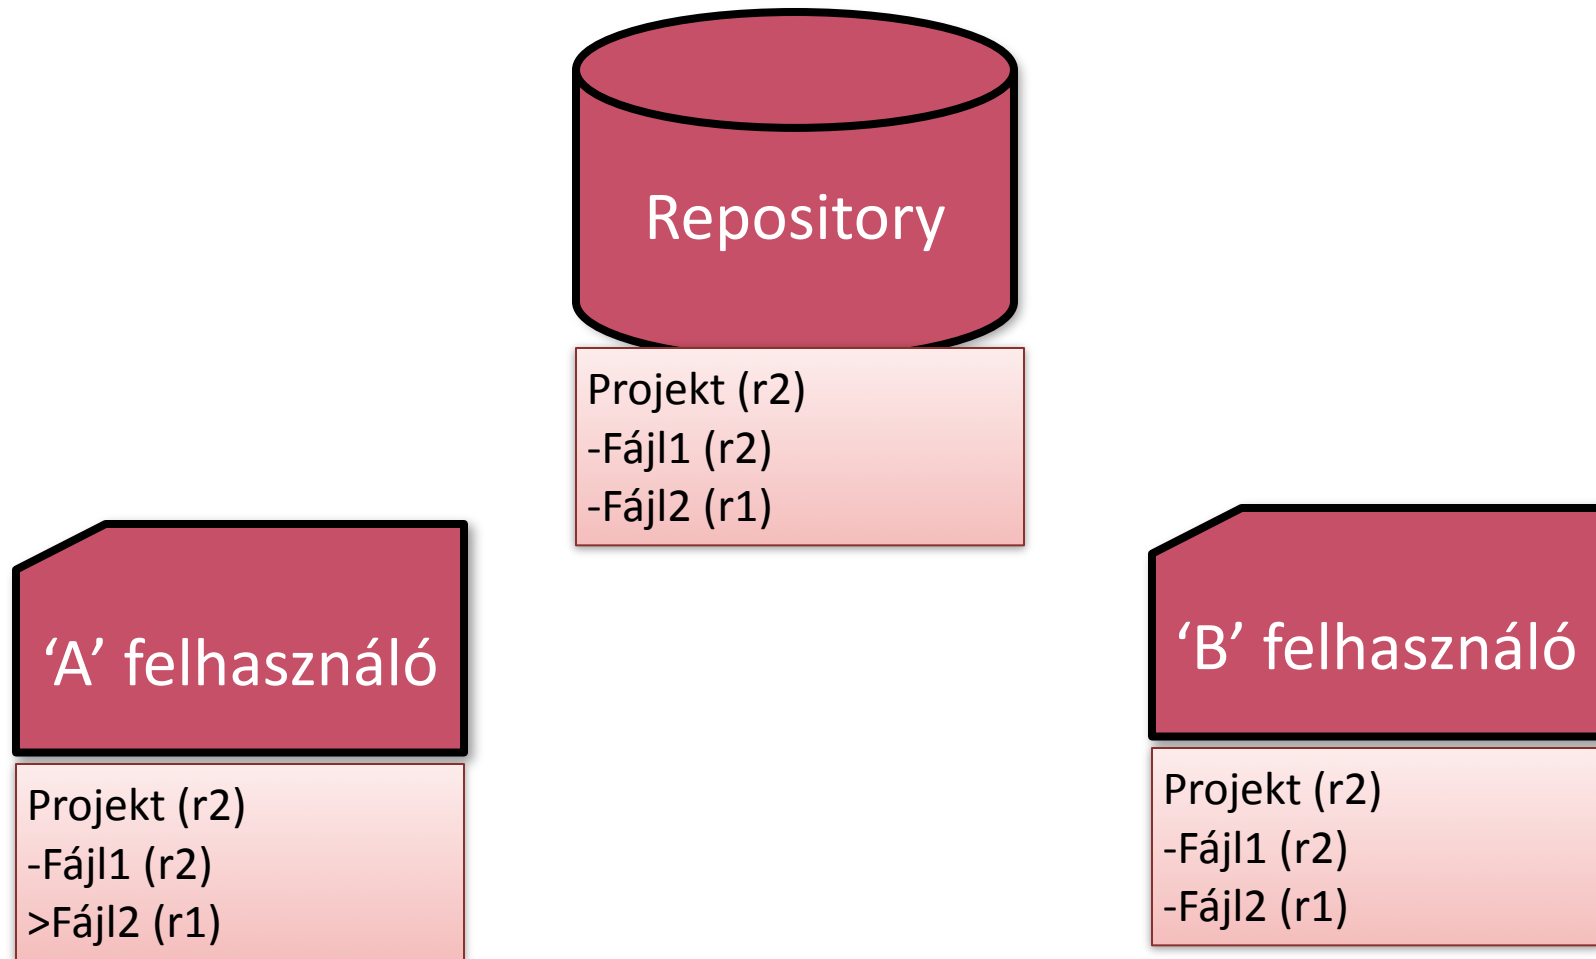 Repository
Projekt (r2)
-Fájl1 (r2)
-Fájl2 (r1)
‘A’ felhasználó
Projekt (r2)
-Fájl1 (r2)
>Fájl2 (r1)
‘B’ felhasználó
Projekt (r2)
-Fájl1 (r2)
-Fájl2 (r1)